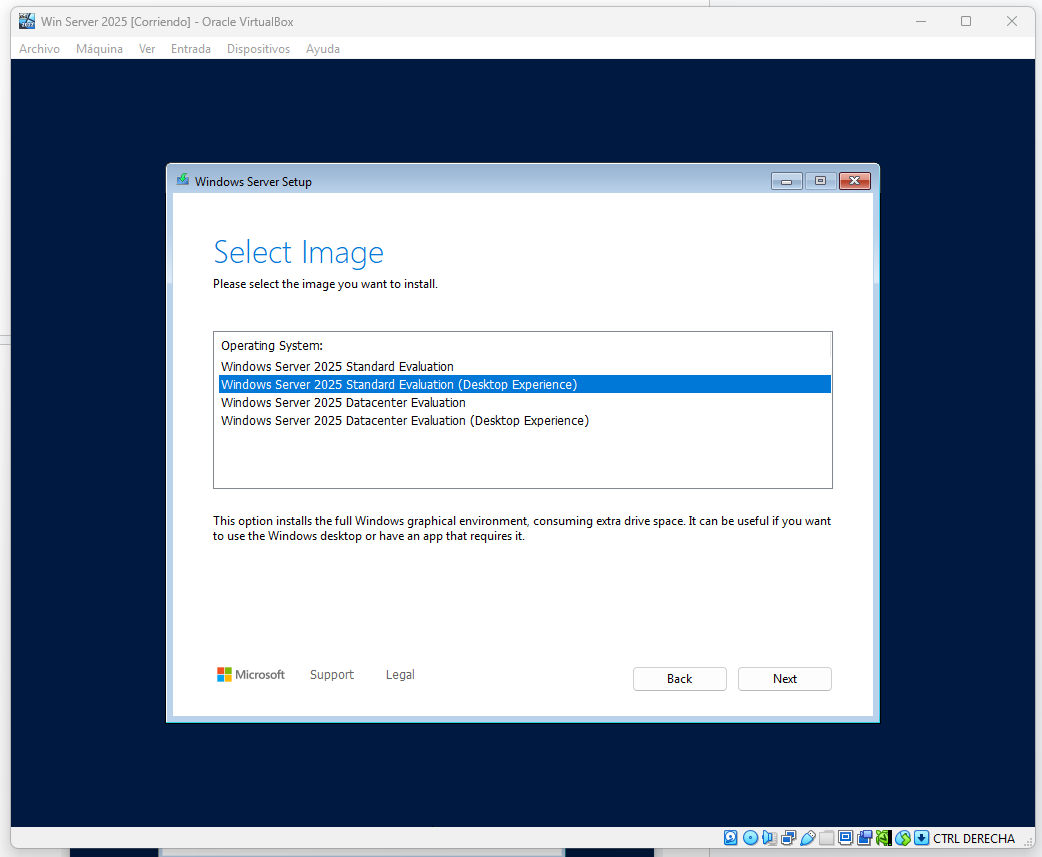 Win Server 2025 [Corriendo] - Oracle VirtualBox
Archivo Máquina Ver Entrada Dispositivos Ayuda
Windows Server Setup
Select Image
Please select the image you want to install.
Operating System:
Windows Server 2025 Standard Evaluation
Windows Server 2025 Standard Evaluation (Desktop Experience)
Windows Server 2025 Datacenter Evaluation
Windows Server 2025 Datacenter Evaluation (Desktop Experience)
This option installs the full Windows graphical environment, consuming extra drive space. It can be useful if you want
to use the Windows desktop or have an app that requires it.
Microsoft Support Legal Back Next
CTRL DERECHA